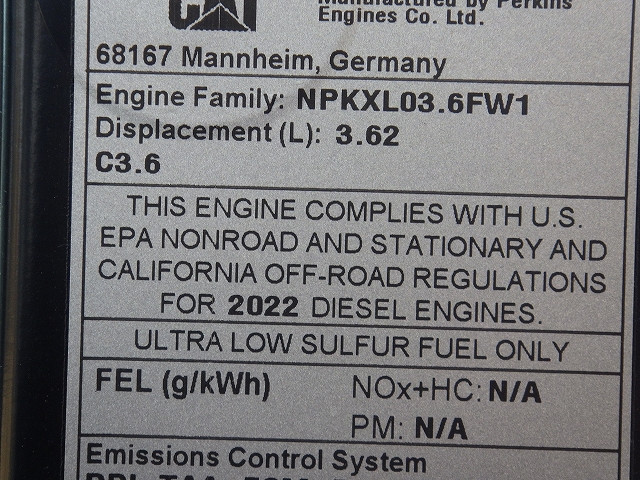 CAT
Manufactured by Perkins
Engines Co. Ltd.
68167 Mannheim, Germany
Engine Family: NPKXL03.6FW1
Displacement (L): 3.62
C3.6
THIS ENGINE COMPLIES WITH U.S.
EPA NONROAD AND STATIONARY AND
CALIFORNIA OFF-ROAD REGULATIONS
FOR 2022 DIESEL ENGINES.
ULTRA LOW SULFUR FUEL ONLY
FEL (g/kWh) NOx+HC: N/A
PM: N/A
Emissions Control System